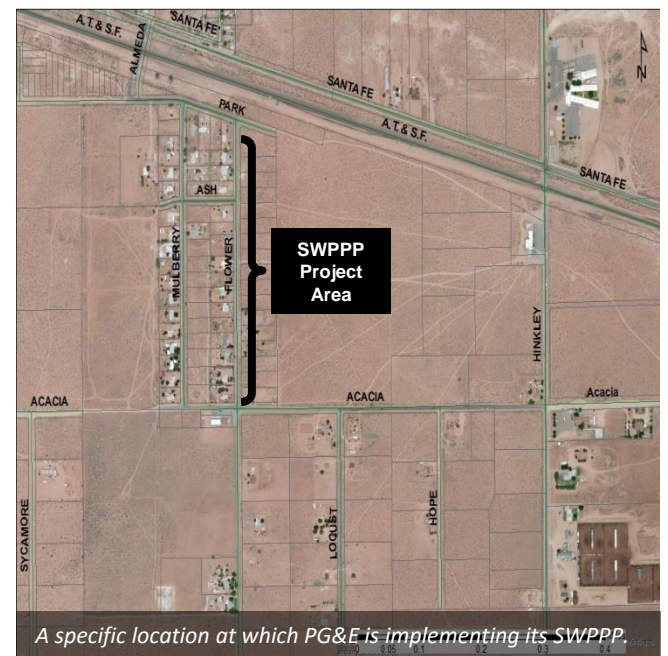 'SANTA FE'
A.T.& S.F.
ALMEDA
SANTA FE
PARK
A.T.& S.F.
SANTA FE
ASH
MULBERRY
FLOWER
SWPPP
Project
Area
HINKLEY
ACACIA
ACACIA
Acacia
SYCAMORE
LOCUST
HOPE
A specific location at which PG&E is implementing its SWPPP.